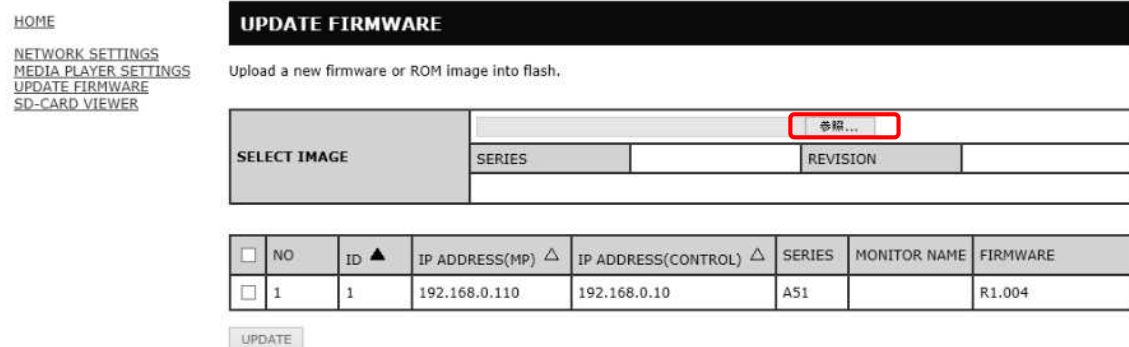 HOME
NETWORK SETTINGS
MEDIA PLAYER SETTINGS
UPDATE FIRMWARE
SD-CARD VIEWER
UPDATE FIRMWARE
Upload a new firmware or ROM image into flash.
参照...
SELECT IMAGE
SERIES REVISION
NO ID ▲ IP ADDRESS(MP) △ IP ADDRESS(CONTROL) △ SERIES MONITOR NAME FIRMWARE
1 1 192.168.0.110 192.168.0.10 A51 R1.004
UPDATE